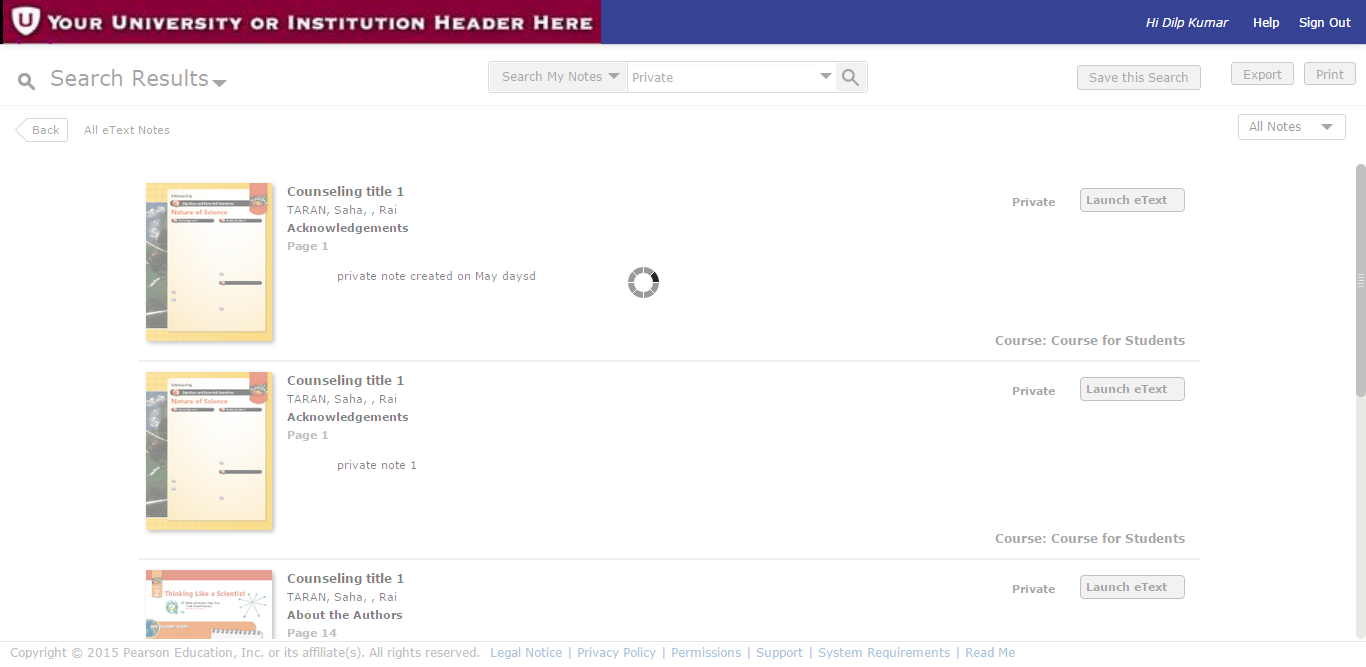 YOUR UNIVERSITY OR INSTITUTION HEADER HERE
Hi Dilp Kumar Help Sign Out
Search Results
Search My Notes Private
Save this Search Export Print
Back All eText Notes
All Notes
Nature of Science
Counseling title 1
TARAN, Saha, , Rai
Acknowledgements
Page 1
private note created on May daysd
Private Launch eText
Course: Course for Students
Nature of Science
Counseling title 1
TARAN, Saha, , Rai
Acknowledgements
Page 1
private note 1
Private Launch eText
Course: Course for Students
2
Thinking Like a Scientist
Counseling title 1
TARAN, Saha, , Rai
About the Authors
Page 14
Private Launch eText
Copyright © 2015 Pearson Education, Inc. or its affiliate(s). All rights reserved. Legal Notice | Privacy Policy | Permissions | Support | System Requirements | Read Me